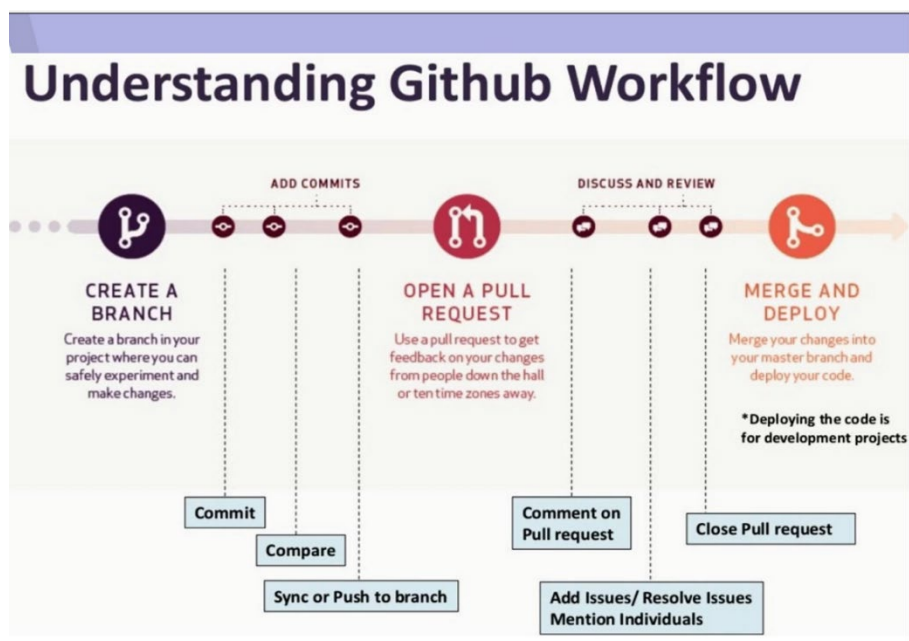 Understanding Github Workflow
ADD COMMITS
DISCUSS AND REVIEW
CREATE A
BRANCH
Create a branch in your
project where you can
safely experiment and
make changes.
OPEN A PULL
REQUEST
Use a pull request to get
feedback on your changes
from people down the hall
or ten time zones away.
MERGE AND
DEPLOY
Merge your changes into
your master branch and
deploy your code.
*Deploying the code is
for development projects
Commit
Compare
Sync or Push to branch
Comment on
Pull request
Add Issues/ Resolve Issues
Mention Individuals
Close Pull request